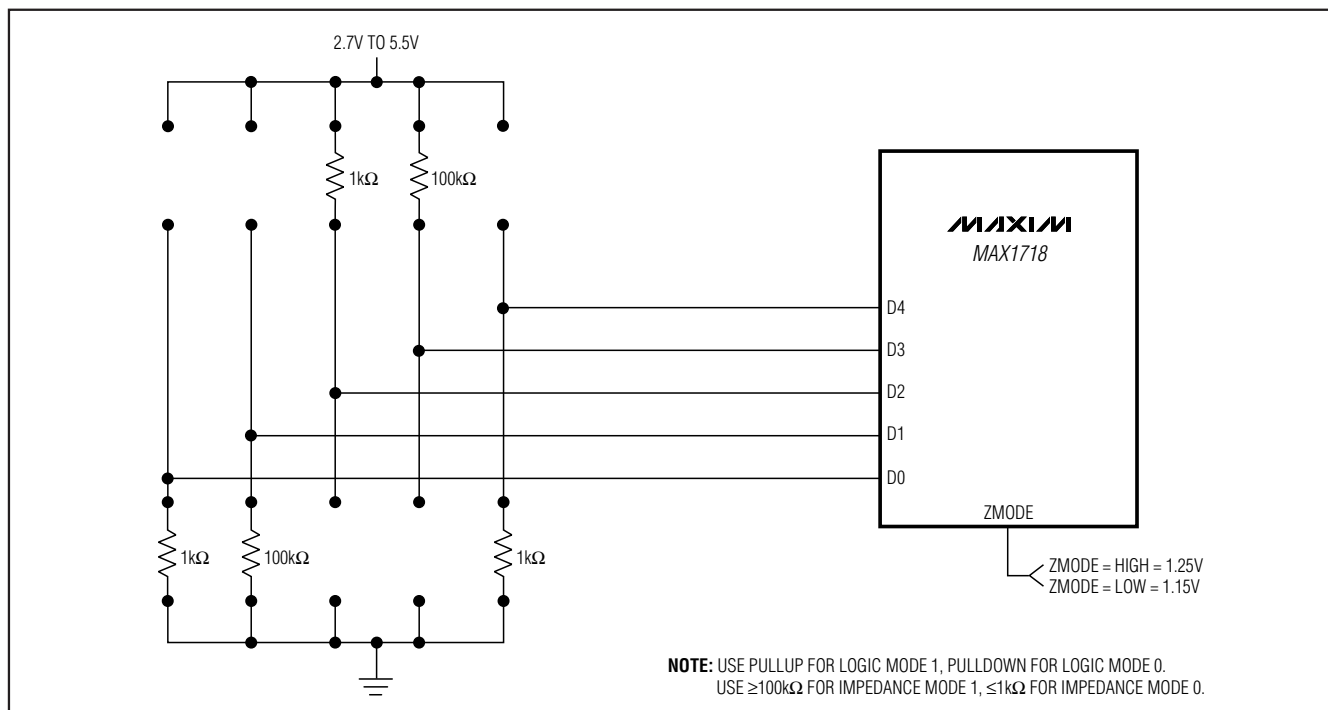 2.7V TO 5.5V
1kΩ
100kΩ
MAXIM
MAX1718
D4
D3
D2
D1
D0
ZMODE
1kΩ
100kΩ
1kΩ
ZMODE = HIGH = 1.25V
ZMODE = LOW = 1.15V
NOTE: USE PULLUP FOR LOGIC MODE 1, PULLDOWN FOR LOGIC MODE 0.
USE ≥100kΩ FOR IMPEDANCE MODE 1, ≤1kΩ FOR IMPEDANCE MODE 0.